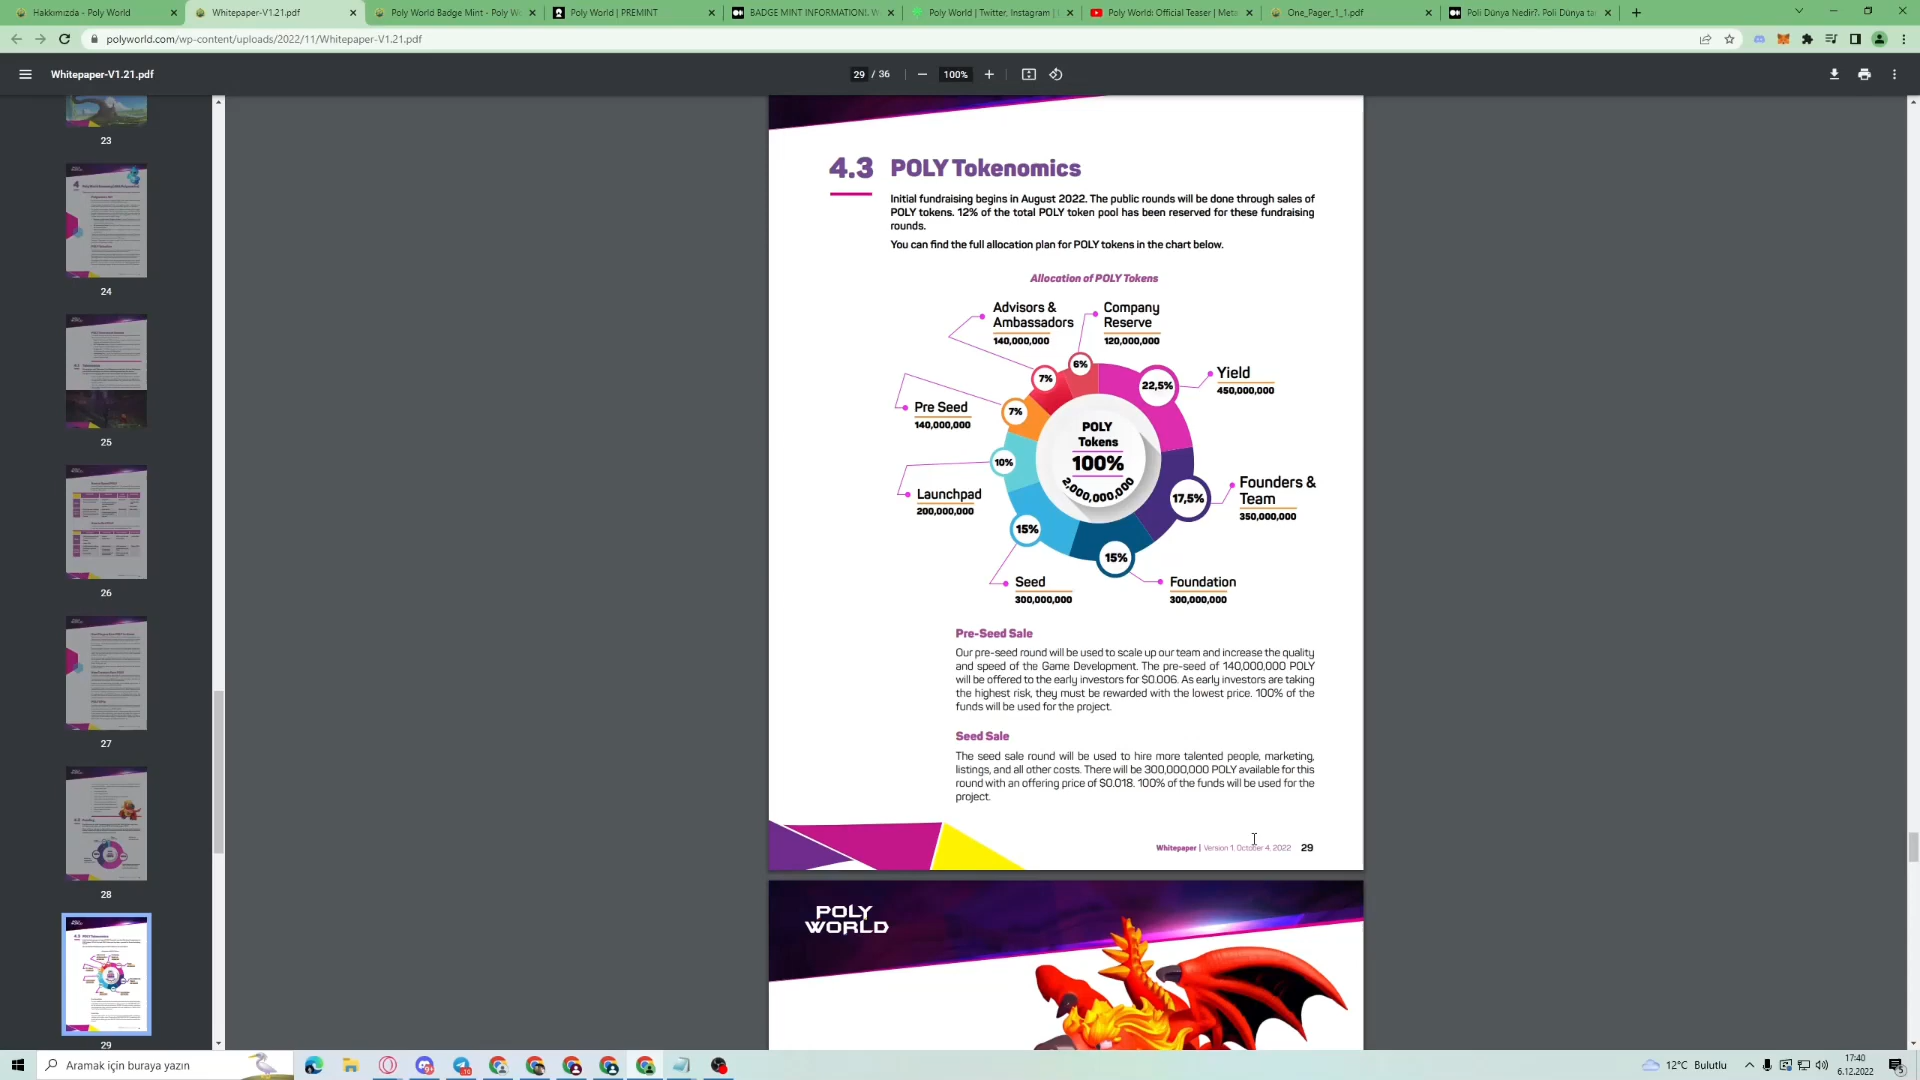 Hakkımızda - Poly World
Whitepaper-V1.21.pdf
Poly World Badge Mint - Poly Wo
Poly World | PREMINT
BADGE MINT INFORMATION!. W
Poly World | Twitter, Instagram |
Poly World: Official Teaser | Meta
One_Pager_1_1.pdf
Poli Dünya Nedir?. Poli Dünya ta
polyworld.com/wp-content/uploads/2022/11/Whitepaper-V1.21.pdf
Whitepaper-V1.21.pdf
29 / 36
100%
23
24
25
26
27
28
29
4.3 POLY Tokenomics
Initial fundraising begins in August 2022. The public rounds will be done through sales of
POLY tokens. 12% of the total POLY token pool has been reserved for these fundraising
rounds.
You can find the full allocation plan for POLY tokens in the chart below.
Allocation of POLY Tokens
Advisors &
Ambassadors
140,000,000
Company
Reserve
120,000,000
6%
7%
22,5%
Yield
450,000,000
7%
Pre Seed
140,000,000
POLY
Tokens
100%
2,000,000,000
10%
Launchpad
200,000,000
17,5%
Founders &
Team
350,000,000
15%
15%
Seed
300,000,000
Foundation
300,000,000
Pre-Seed Sale
Our pre-seed round will be used to scale up our team and increase the quality
and speed of the Game Development. The pre-seed of 140,000,000 POLY
will be offered to the early investors for $0.006. As early investors are taking
the highest risk, they must be rewarded with the lowest price. 100% of the
funds will be used for the project.
Seed Sale
The seed sale round will be used to hire more talented people, marketing,
listings, and all other costs. There will be 300,000,000 POLY available for this
round with an offering price of $0.018. 100% of the funds will be used for the
project.
Whitepaper | Version 1. October 4, 2022 29
POLY
WORLD
Aramak için buraya yazın
12°C Bulutlu
17:40
6.12.2022